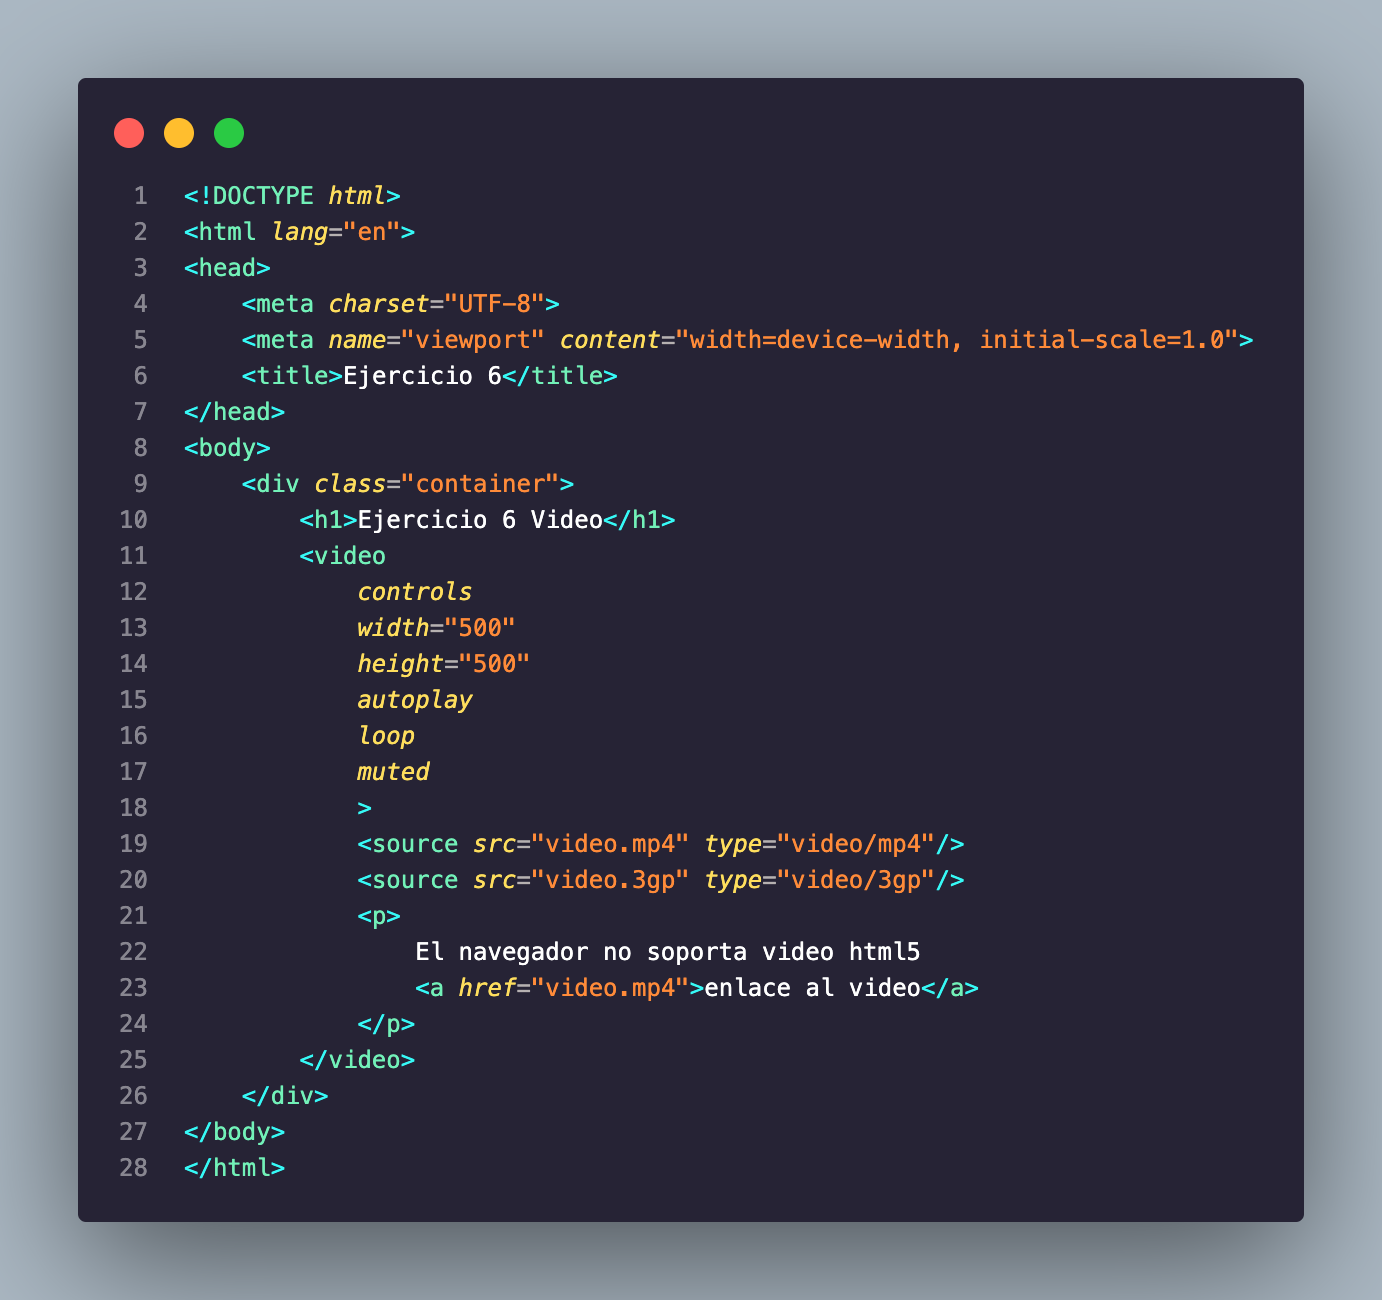 1 <!DOCTYPE html>
2 <html lang="en">
3 <head>
4     <meta charset="UTF-8">
5     <meta name="viewport" content="width=device-width, initial-scale=1.0">
6     <title>Ejercicio 6</title>
7 </head>
8 <body>
9     <div class="container">
10         <h1>Ejercicio 6 Video</h1>
11         <video
12             controls
13             width="500"
14             height="500"
15             autoplay
16             loop
17             muted
18             >
19             <source src="video.mp4" type="video/mp4"/>
20             <source src="video.3gp" type="video/3gp"/>
21             <p>
22                 El navegador no soporta video html5
23                 <a href="video.mp4">enlace al video</a>
24             </p>
25         </video>
26     </div>
27 </body>
28 </html>